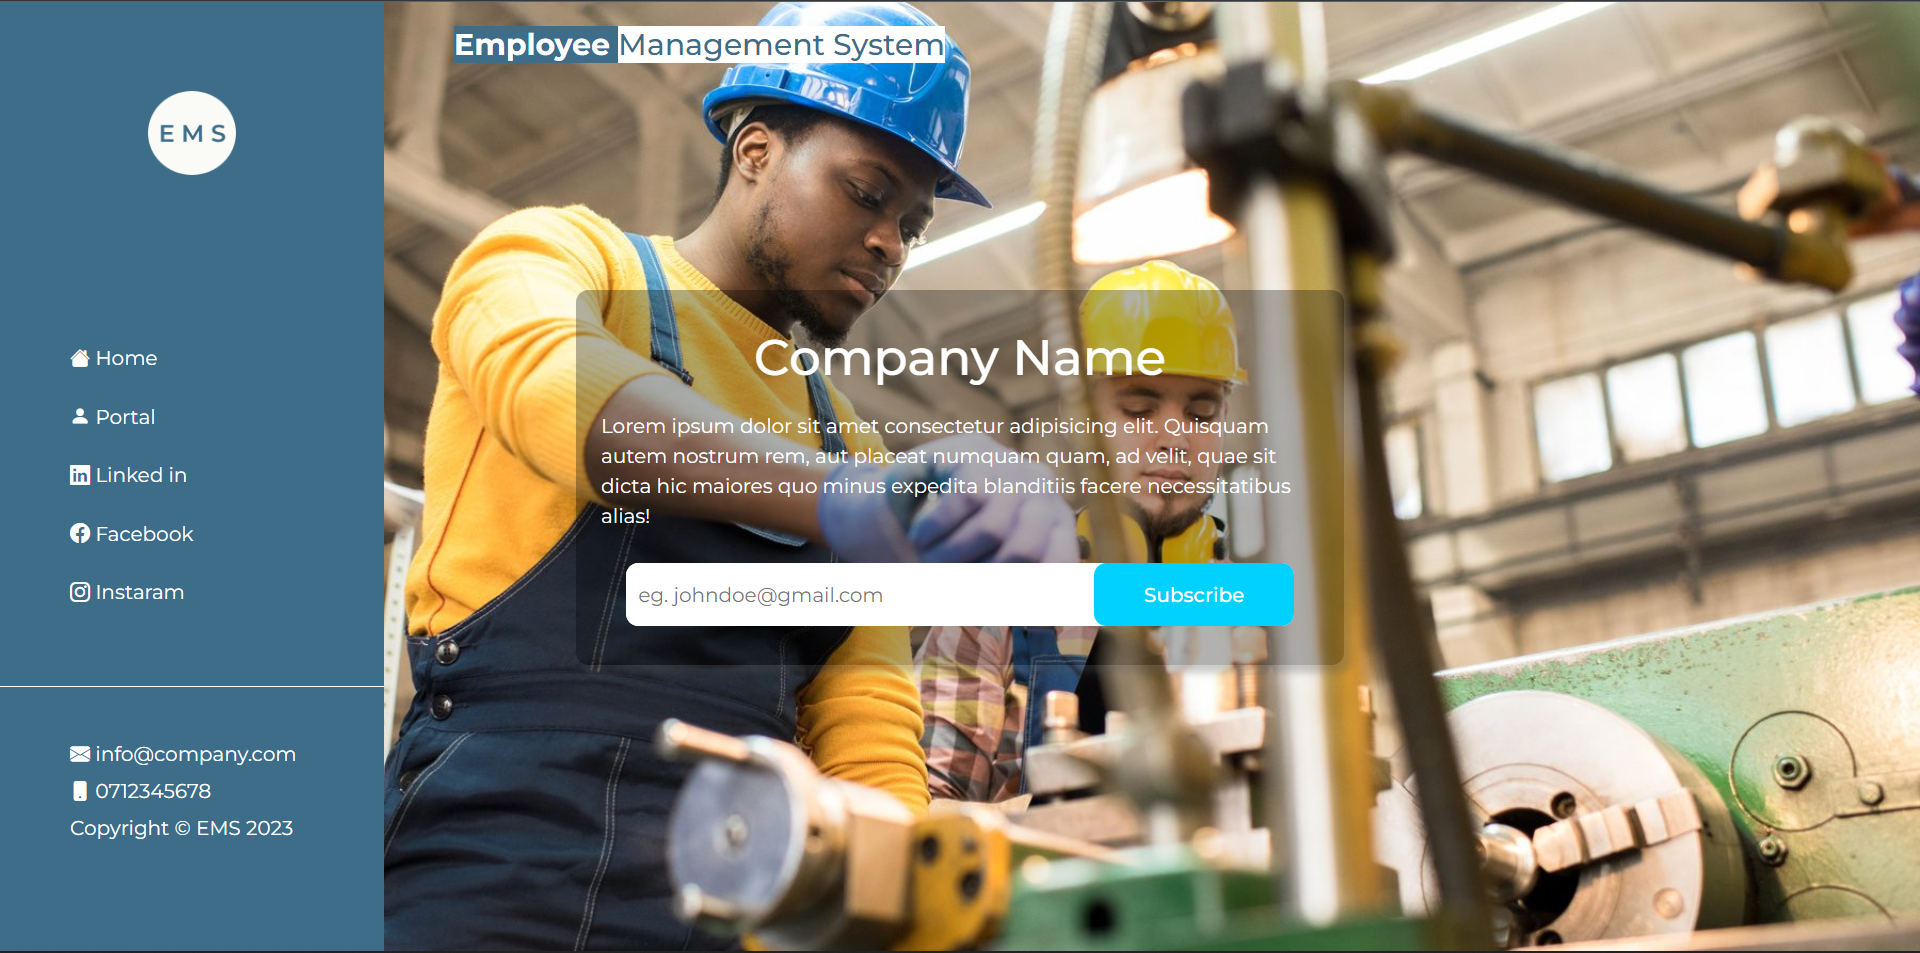 Employee Management System
EMS
Home
Portal
Linked in
Facebook
Instaram
info@company.com
0712345678
Copyright © EMS 2023
Company Name
Lorem ipsum dolor sit amet consectetur adipisicing elit. Quisquam
autem nostrum rem, aut placeat numquam quam, ad velit, quae sit
dicta hic maiores quo minus expedita blanditiis facere necessitatibus
alias!
eg. johndoe@gmail.com
Subscribe